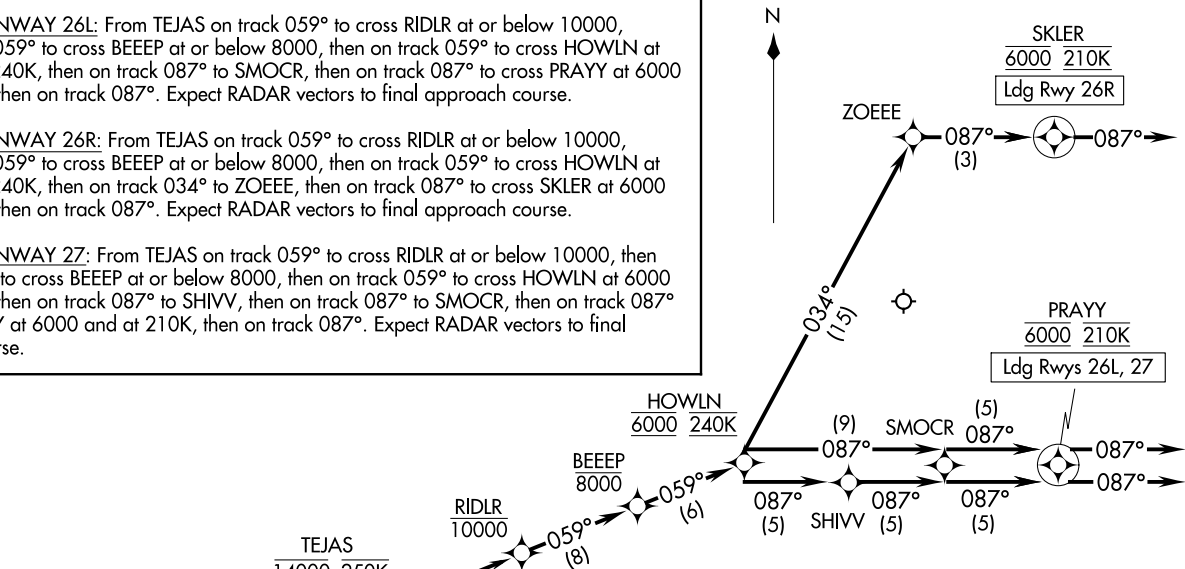 NWAY 26L: From TEJAS on track 059° to cross RIDLR at or below 10000,
059° to cross BEEEP at or below 8000, then on track 059° to cross HOWLN at
40K, then on track 087° to SMOCR, then on track 087° to cross PRAYY at 6000
then on track 087°. Expect RADAR vectors to final approach course.
NWAY 26R: From TEJAS on track 059° to cross RIDLR at or below 10000,
059° to cross BEEEP at or below 8000, then on track 059° to cross HOWLN at
40K, then on track 034° to ZOEEE, then on track 087° to cross SKLER at 6000
then on track 087°. Expect RADAR vectors to final approach course.
NWAY 27: From TEJAS on track 059° to cross RIDLR at or below 10000, then
to cross BEEEP at or below 8000, then on track 059° to cross HOWLN at 6000
then on track 087° to SHIVV, then on track 087° to SMOCR, then on track 087°
Y at 6000 and at 210K, then on track 087°. Expect RADAR vectors to final
rse.
N
SKLER
6000 210K
Ldg Rwy 26R
ZOEEE
087°
(3)
087°
034°
(15)
PRAYY
6000 210K
Ldg Rwys 26L, 27
HOWLN
6000 240K
(9)
087°
SMOCR
(5)
087°
087°
BEEEP
8000
059°
(6)
087°
(5)
SHIVV
087°
(5)
087°
(5)
087°
RIDLR
10000
059°
(8)
TEJAS
14000 250K